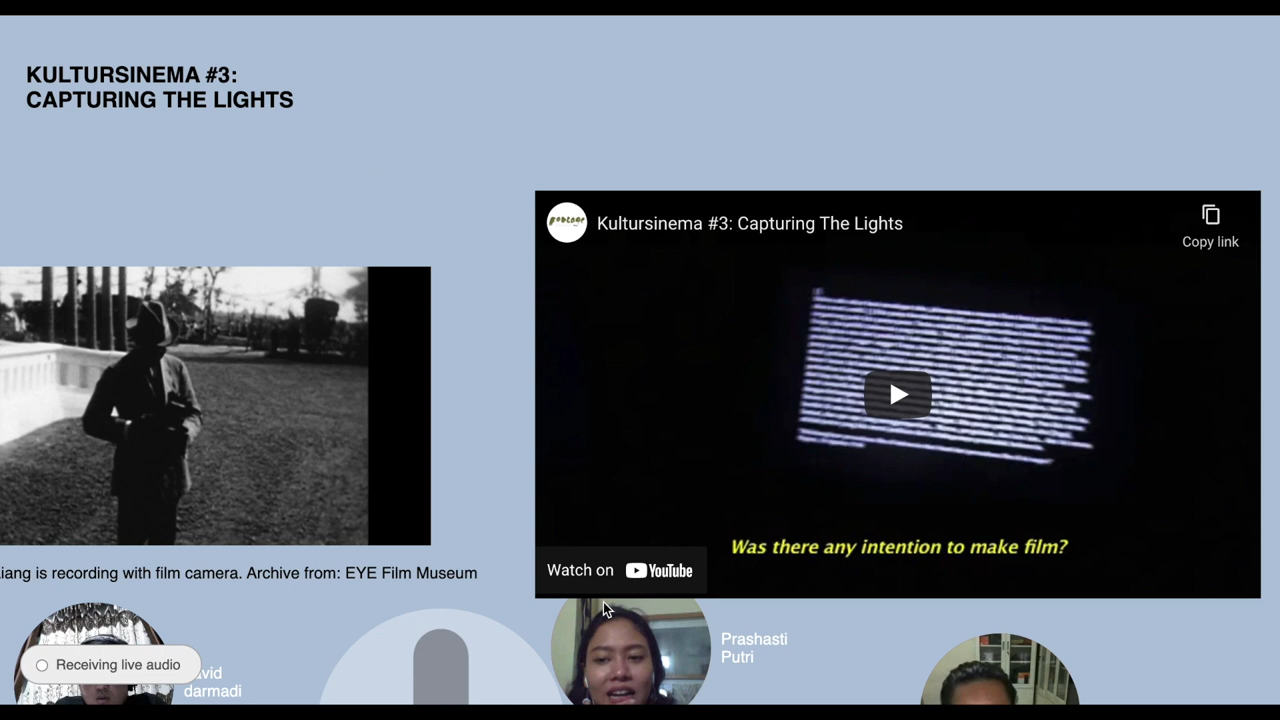 KULTURSINEMA #3:
CAPTURING THE LIGHTS
Kultursinema #3: Capturing The Lights
Copy link
Was there any intention to make film?
Watch on YouTube
iang is recording with film camera. Archive from: EYE Film Museum
Prashasti
Putri
Receiving live audio
avid
darmadi